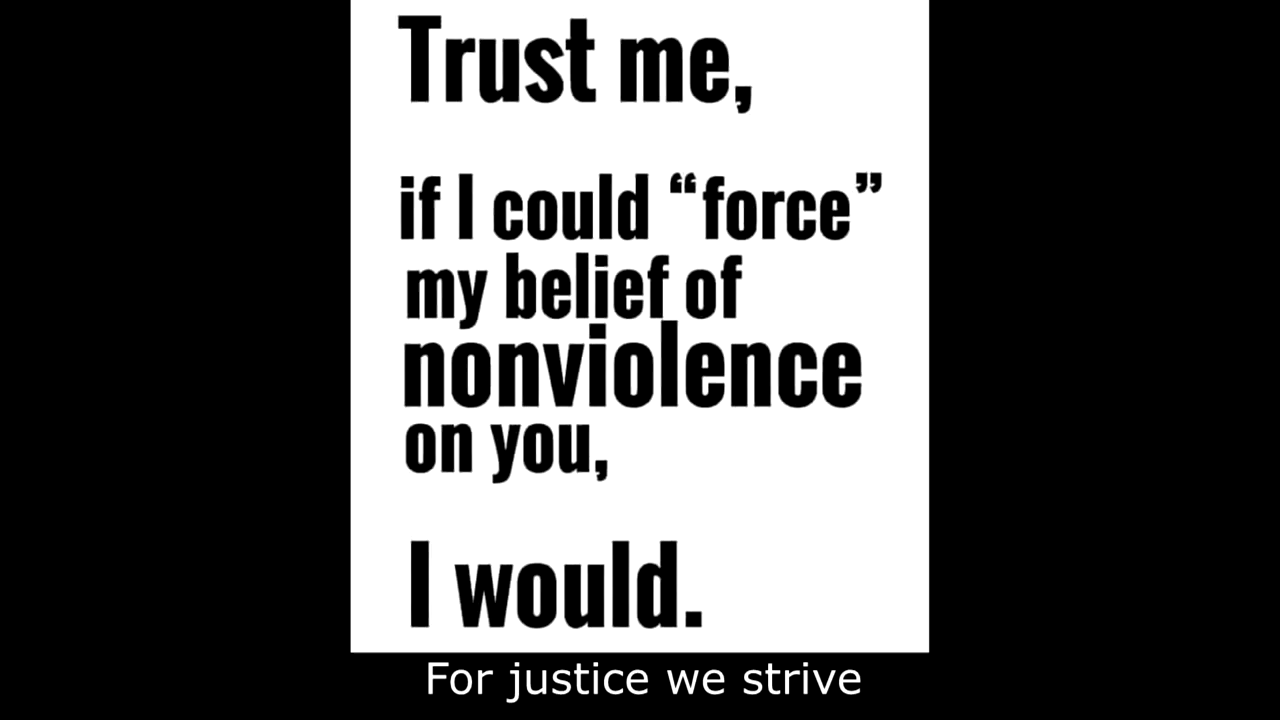 Trust me,
if I could “force”
my belief of
nonviolence
on you,
I would.
For justice we strive